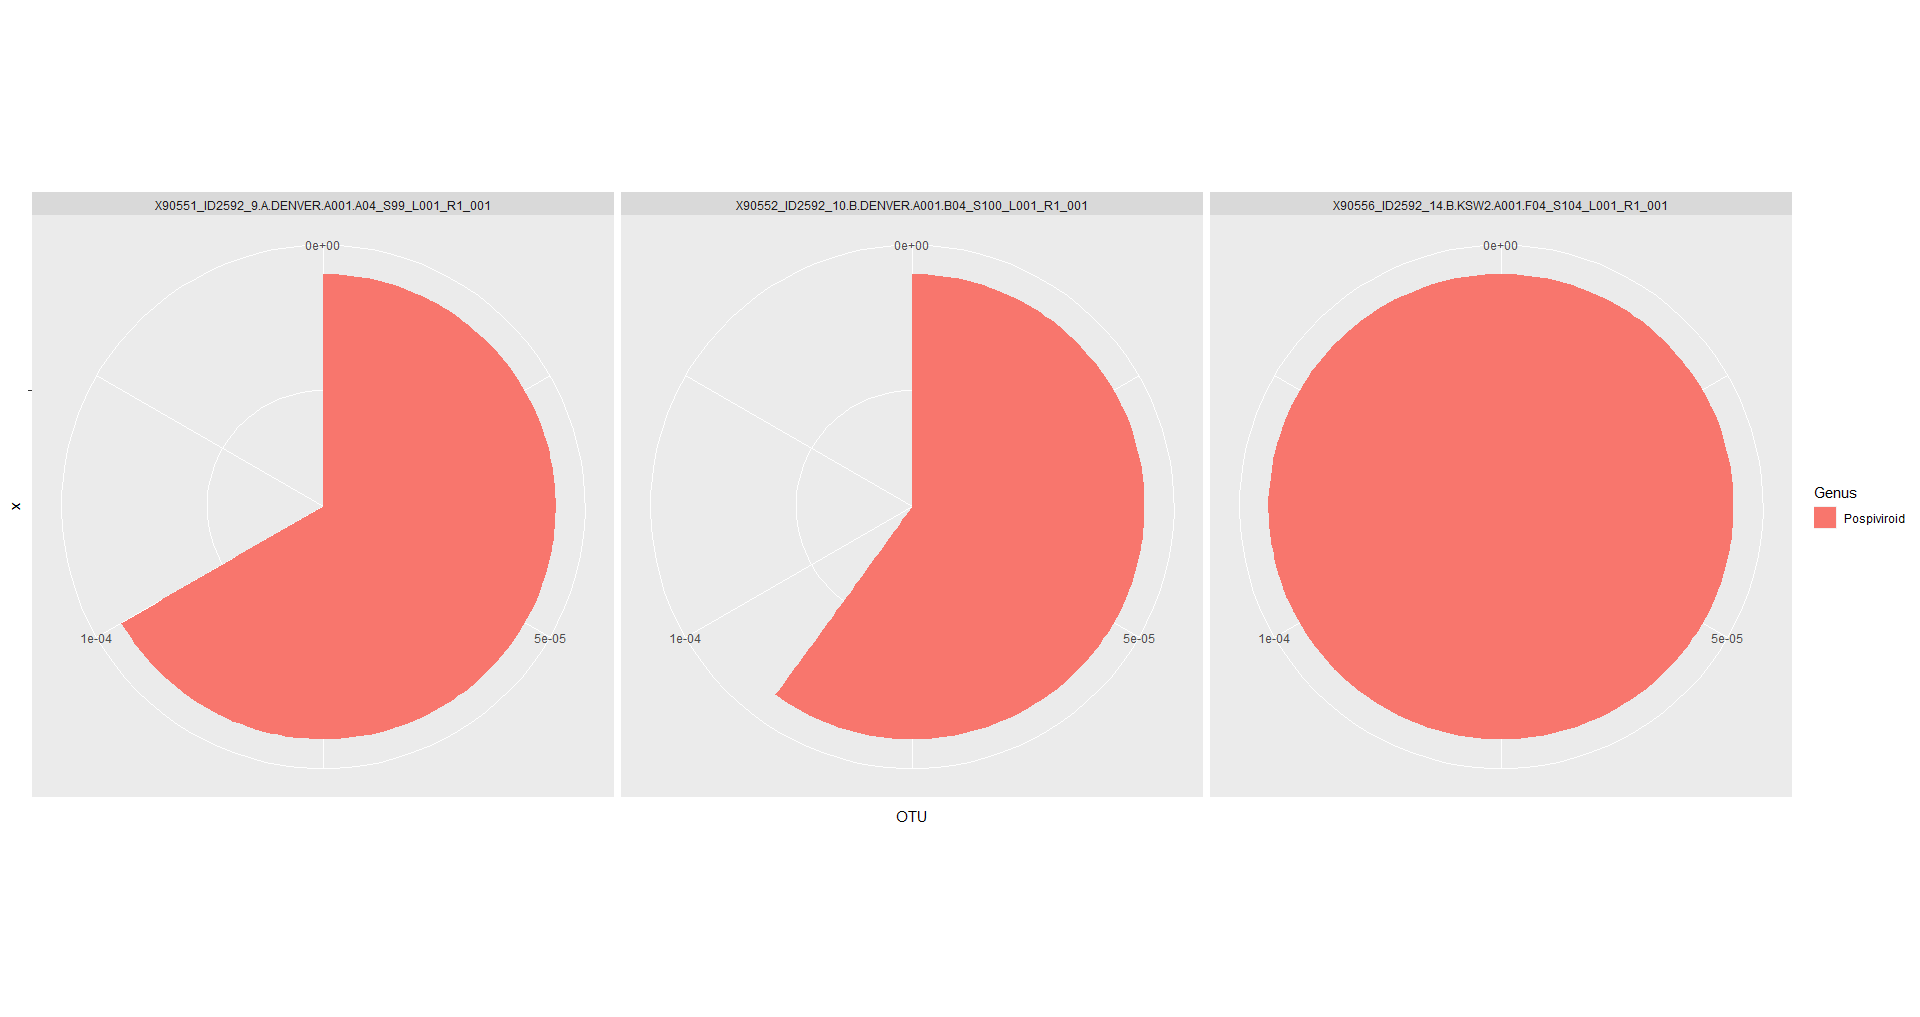 X90551_ID2592_9.A.DENVER.A001.A04_S99_L001_R1_001
X90552_ID2592_10.B.DENVER.A001.B04_S100_L001_R1_001
X90556_ID2592_14.B.KSW2.A001.F04_S104_L001_R1_001
0e+00
0e+00
0e+00
x
Genus
Pospiviroid
1e-04
5e-05
1e-04
5e-05
1e-04
5e-05
OTU